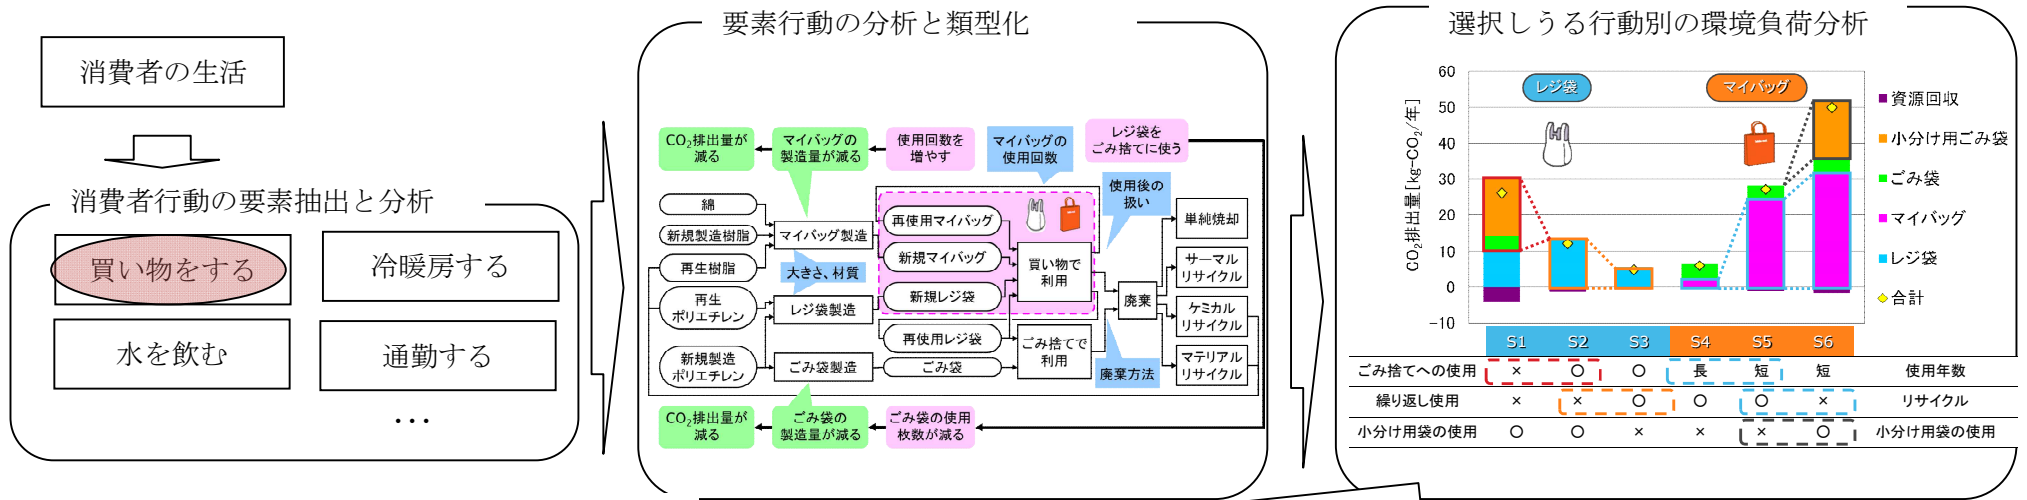 消費者の生活
消費者行動の要素抽出と分析
買い物をする
冷暖房する
水を飲む
通勤する
…
要素行動の分析と類型化
CO₂排出量が
減る
マイバッグの
製造量が減る
使用回数を
増やす
マイバッグの
使用回数
レジ袋を
ごみ捨てに使う
使用後の
扱い
綿
新規製造樹脂
再生樹脂
再生
ポリエチレン
新規製造
ポリエチレン
マイバッグ製造
大きさ、材質
レジ袋製造
ごみ袋製造
再使用マイバッグ
新規マイバッグ
新規レジ袋
再使用レジ袋
ごみ袋
買い物で
利用
ごみ捨てで
利用
廃棄
廃棄方法
単純焼却
サーマル
リサイクル
ケミカル
リサイクル
マテリアル
リサイクル
CO₂排出量が
減る
ごみ袋の
製造量が減る
ごみ袋の使用
枚数が減る
選択しうる行動別の環境負荷分析
CO₂排出量[kg-CO₂/年]
60
50
40
30
20
10
0
-10
レジ袋
マイバッグ
資源回収
小分け用ごみ袋
ごみ袋
マイバッグ
レジ袋
合計
S1 S2 S3 S4 S5 S6
ごみ捨てへの使用 × ○ ○ 長 短 短 使用年数
繰り返し使用 × × ○ ○ ○ × リサイクル
小分け用袋の使用 ○ ○ × × × ○ 小分け用袋の使用